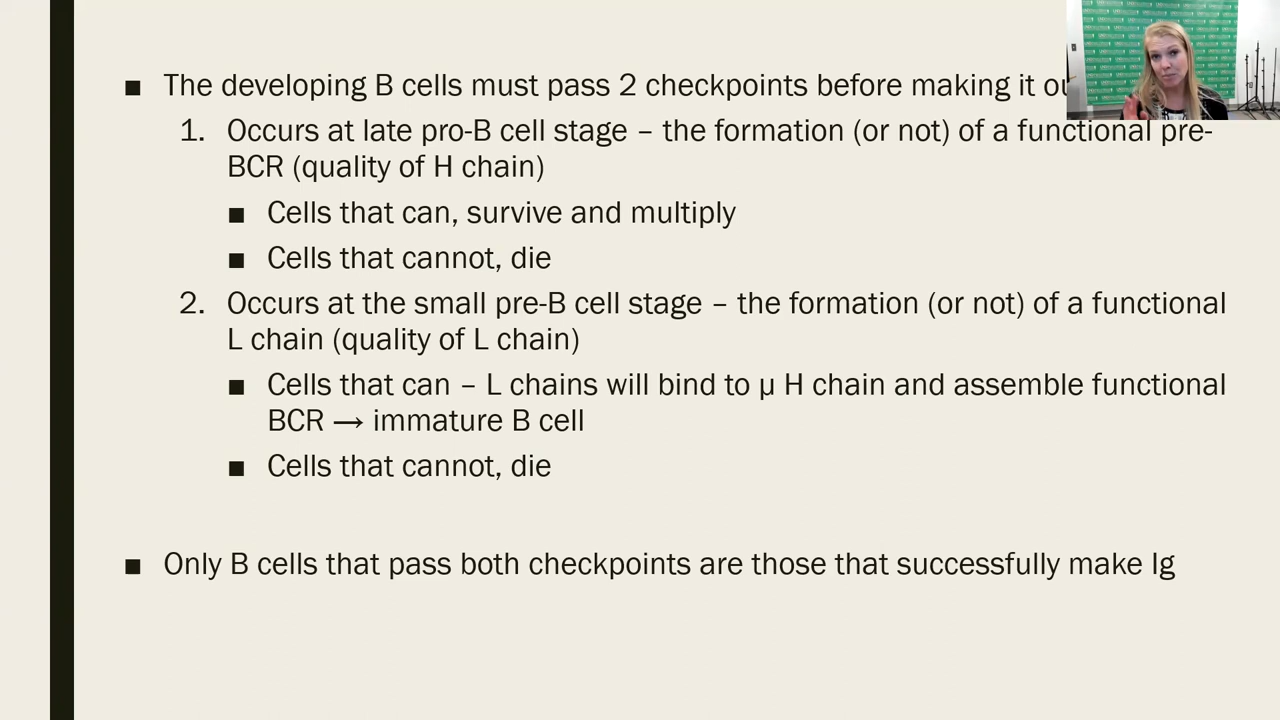 ■ The developing B cells must pass 2 checkpoints before making it
1. Occurs at late pro-B cell stage – the formation (or not) of a functional pre-
BCR (quality of H chain)
■ Cells that can, survive and multiply
■ Cells that cannot, die
2. Occurs at the small pre-B cell stage – the formation (or not) of a functional
L chain (quality of L chain)
■ Cells that can – L chains will bind to µ H chain and assemble functional
BCR → immature B cell
■ Cells that cannot, die
■ Only B cells that pass both checkpoints are those that successfully make Ig